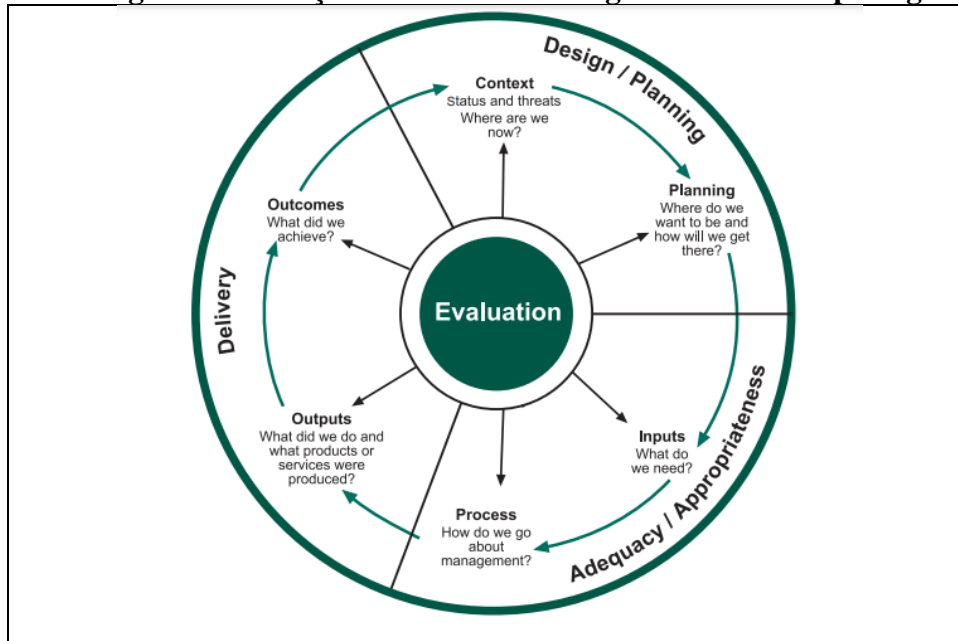 Design / Planning
Context
Status and threats
Where are we
now?
Planning
Where do we
want to be and
how will we get
there?
Outcomes
What did we
achieve?
Delivery
Evaluation
Inputs
What do
we need?
Adequacy / Appropriateness
Outputs
What did we do and
what products or
services were
produced?
Process
How do we go
about
management?